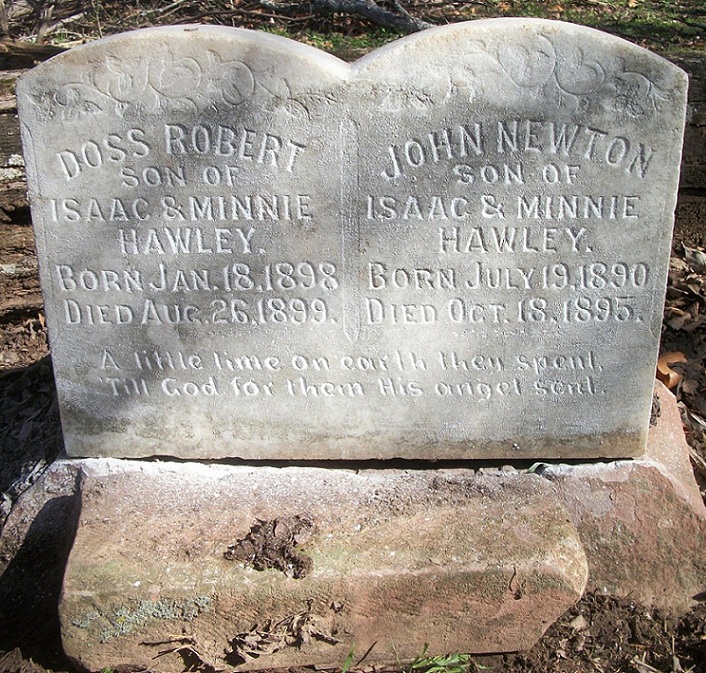 DOSS ROBERT
SON OF
ISAAC & MINNIE
HAWLEY.
BORN JAN. 18, 1898
DIED AUG. 26, 1899.
JOHN NEWTON
SON OF
ISAAC & MINNIE
HAWLEY.
BORN JULY 19, 1890
DIED OCT. 18, 1895.
A little time on earth they spent,
'Till God for them His angel sent.